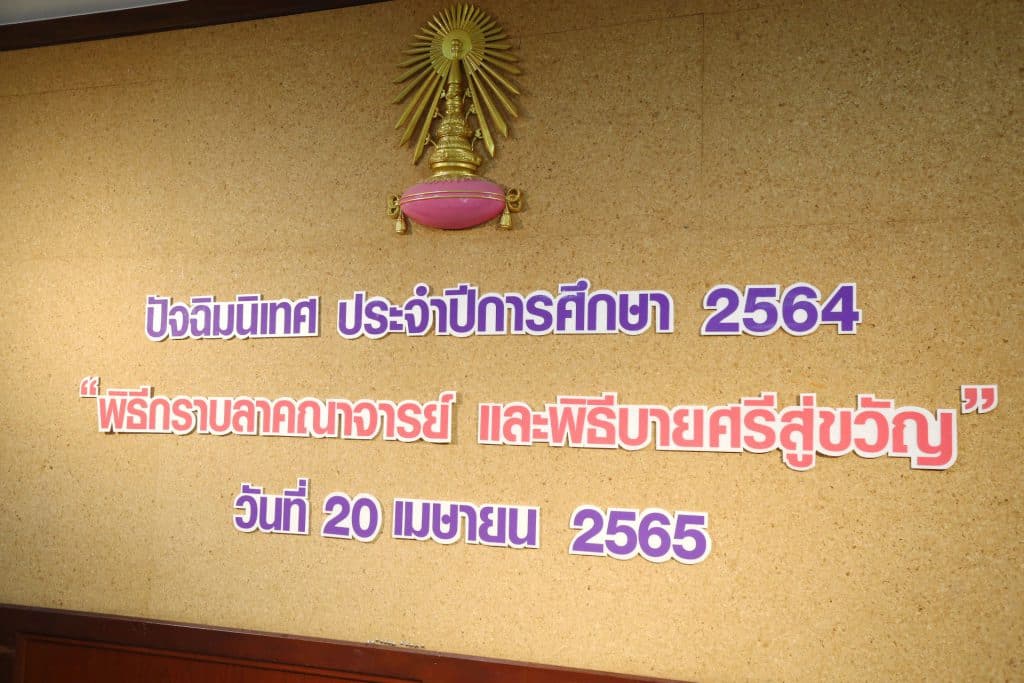 ปัจฉิมนิเทศ ประจำปีการศึกษา 2564
“พิธีกราบลาคณาจารย์ และพิธีบายศรีสู่ขวัญ”
วันที่ 20 เมษายน 2565